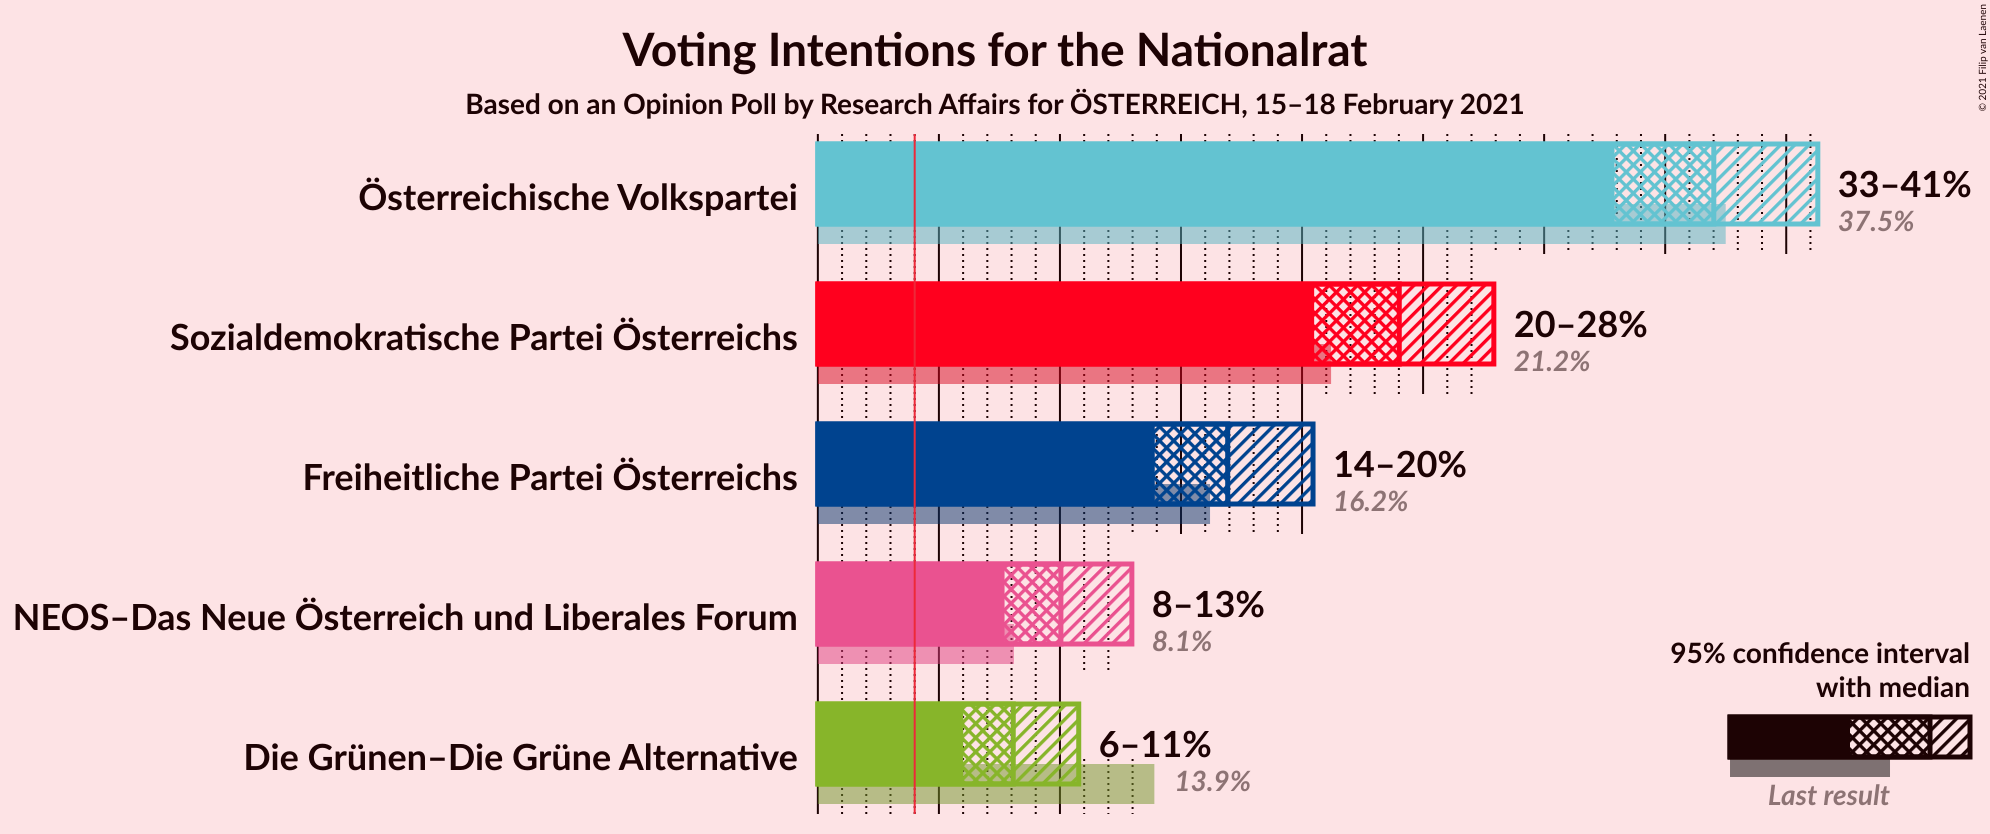 Voting Intentions for the Nationalrat
Based on an Opinion Poll by Research Affairs for ÖSTERREICH, 15–18 February 2021
© 2021 Filip van Laenen
Österreichische Volkspartei
33–41%
37.5%
Sozialdemokratische Partei Österreichs
20–28%
21.2%
Freiheitliche Partei Österreichs
14–20%
16.2%
NEOS–Das Neue Österreich und Liberales Forum
8–13%
8.1%
Die Grünen–Die Grüne Alternative
6–11%
13.9%
95% confidence interval
with median
Last result